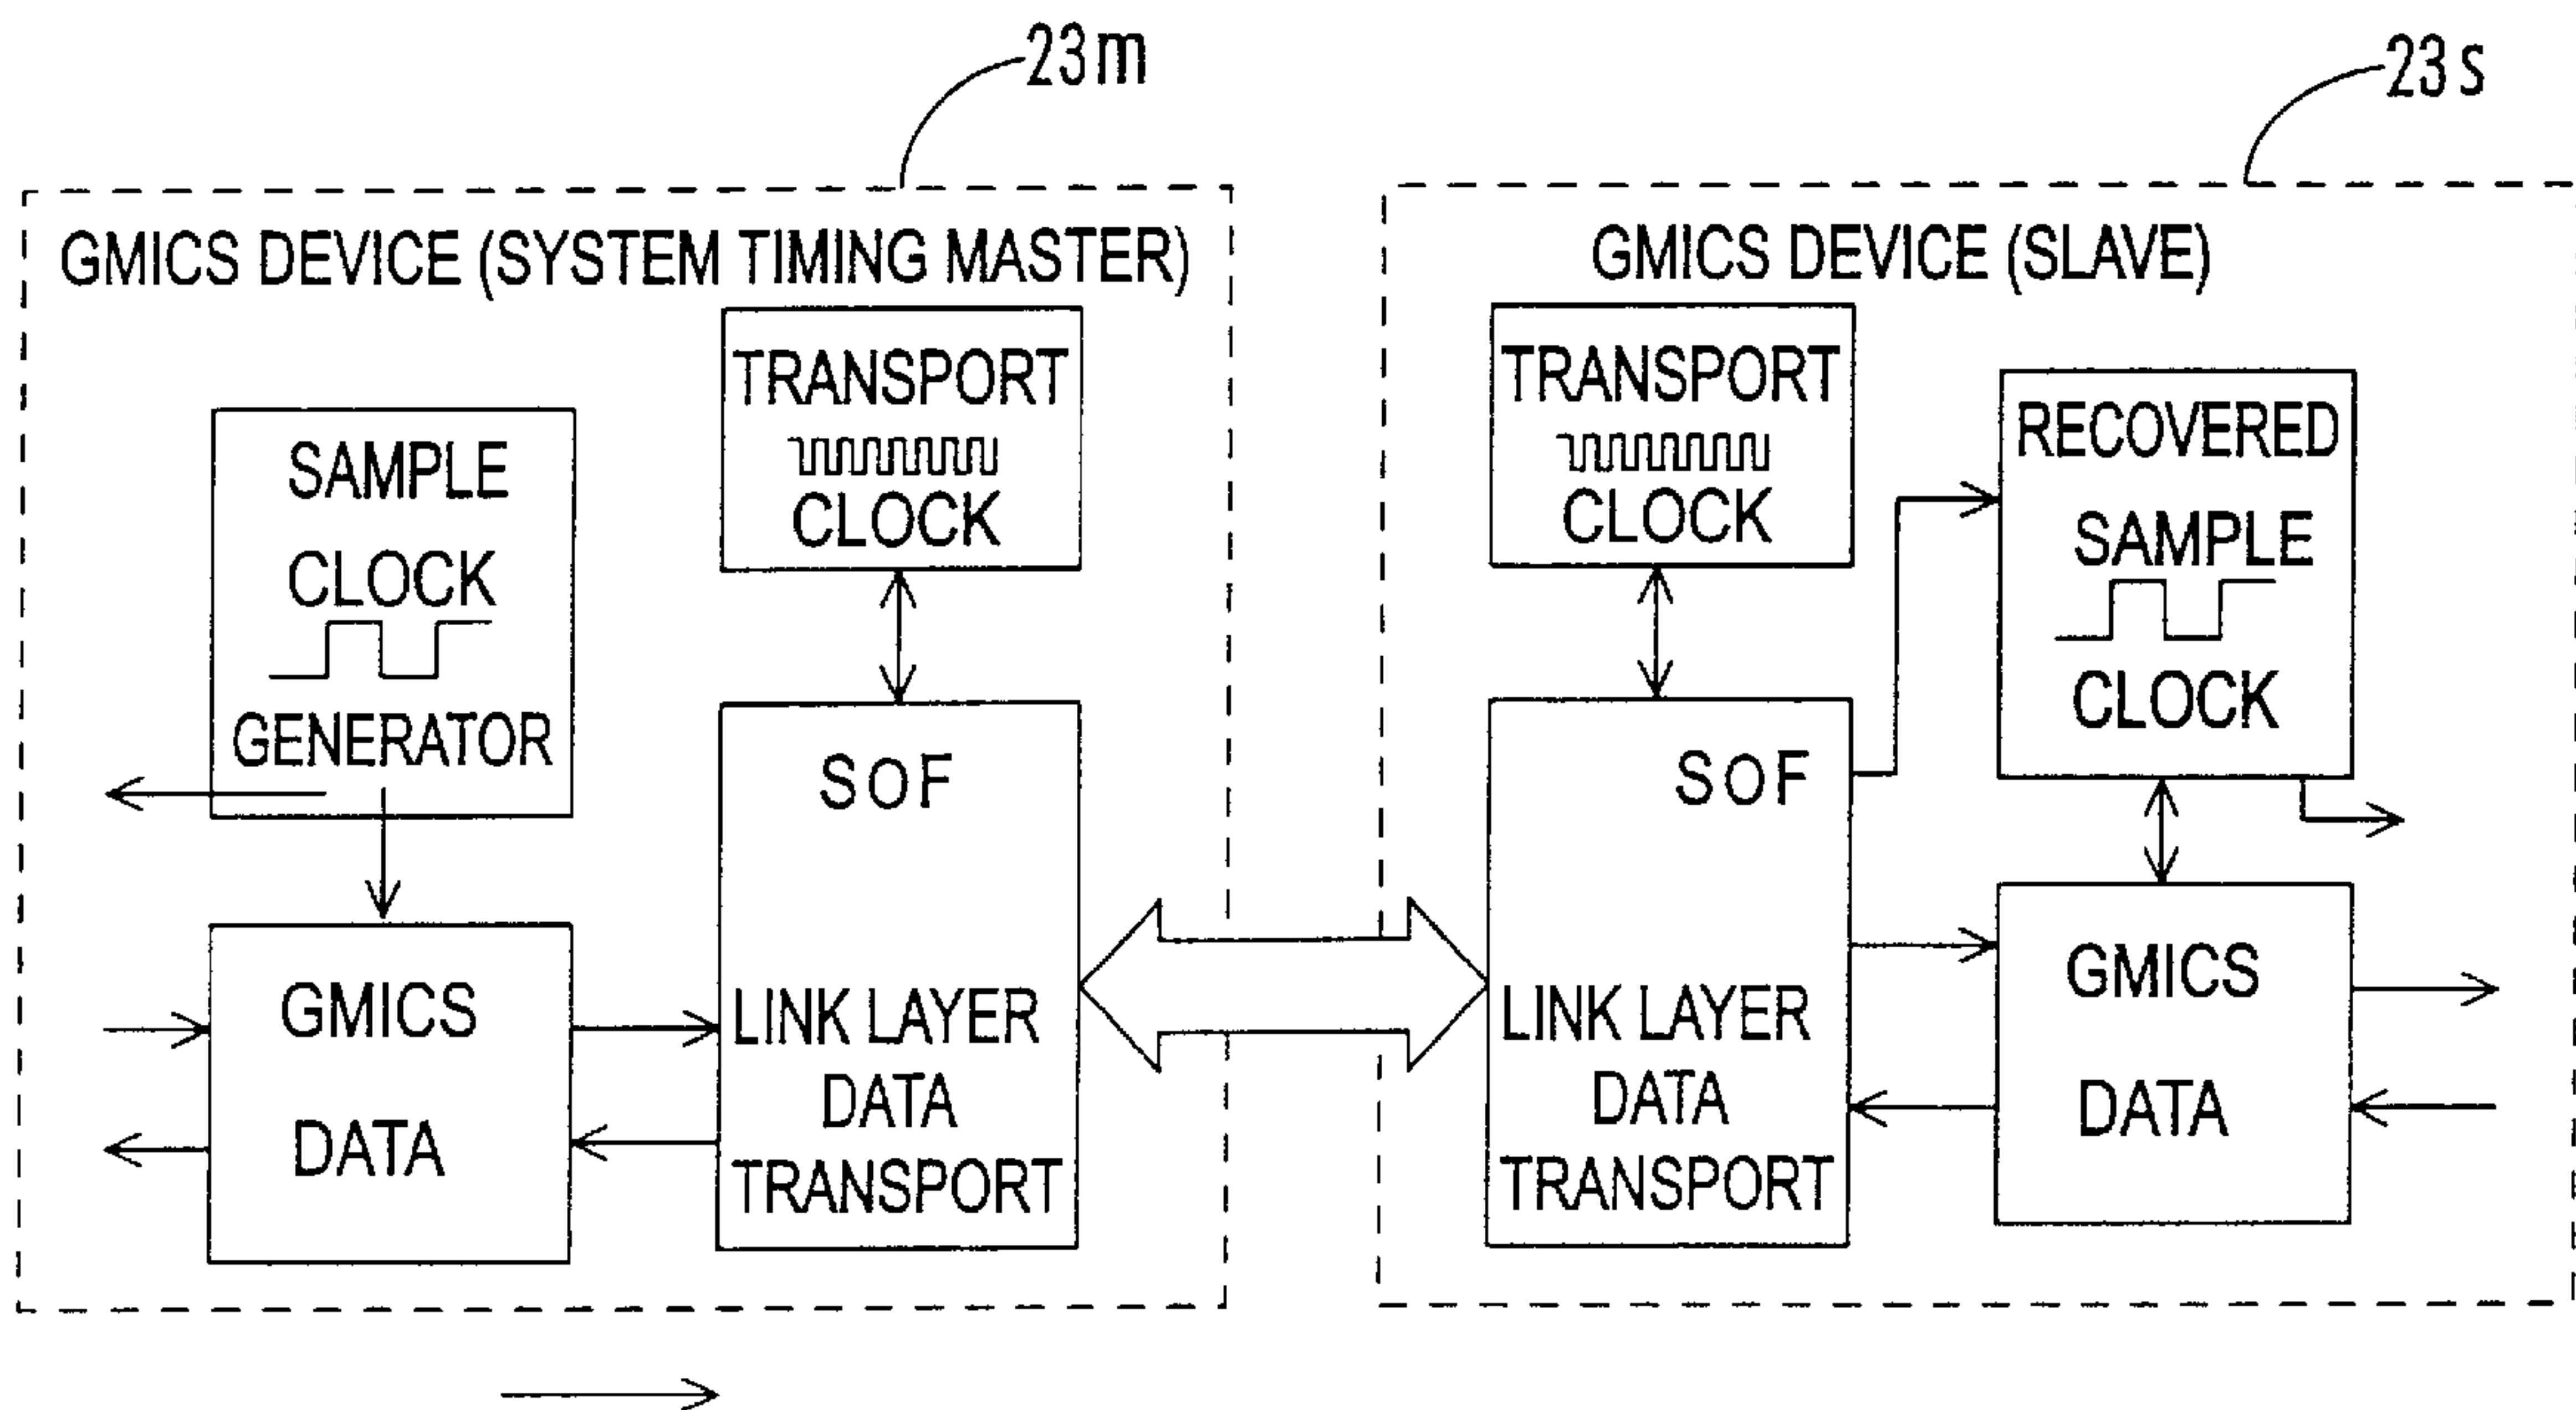 23m
23s
GMICS DEVICE (SYSTEM TIMING MASTER)
SAMPLE
CLOCK
GENERATOR
TRANSPORT
CLOCK
GMICS
DATA
SOF
LINK LAYER
DATA
TRANSPORT
GMICS DEVICE (SLAVE)
TRANSPORT
CLOCK
RECOVERED
SAMPLE
CLOCK
SOF
LINK LAYER
DATA
TRANSPORT
GMICS
DATA